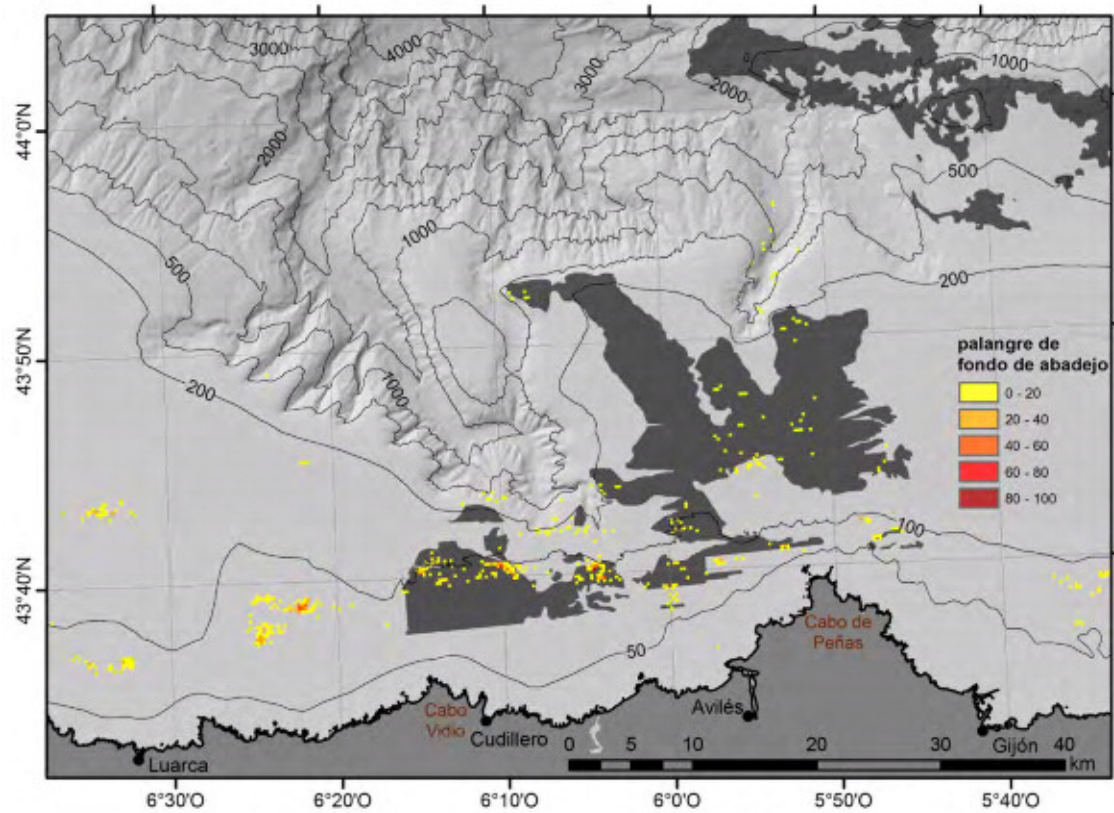 3000
4000
3000
2000
1000
44°0'N
2000
500
1000
500
200
43°50'N
200
1000
palangre de
fondo de abadejo
0 - 20
20 - 40
40 - 60
60 - 80
80 - 100
100
43°40'N
50
Cabo de
Peñas
Cabo
Vidio
Avilés
Cudillero
Luarca
Gijón
0 5 10 20 30 40
km
6°30'O 6°20'O 6°10'O 6°0'O 5°50'O 5°40'O